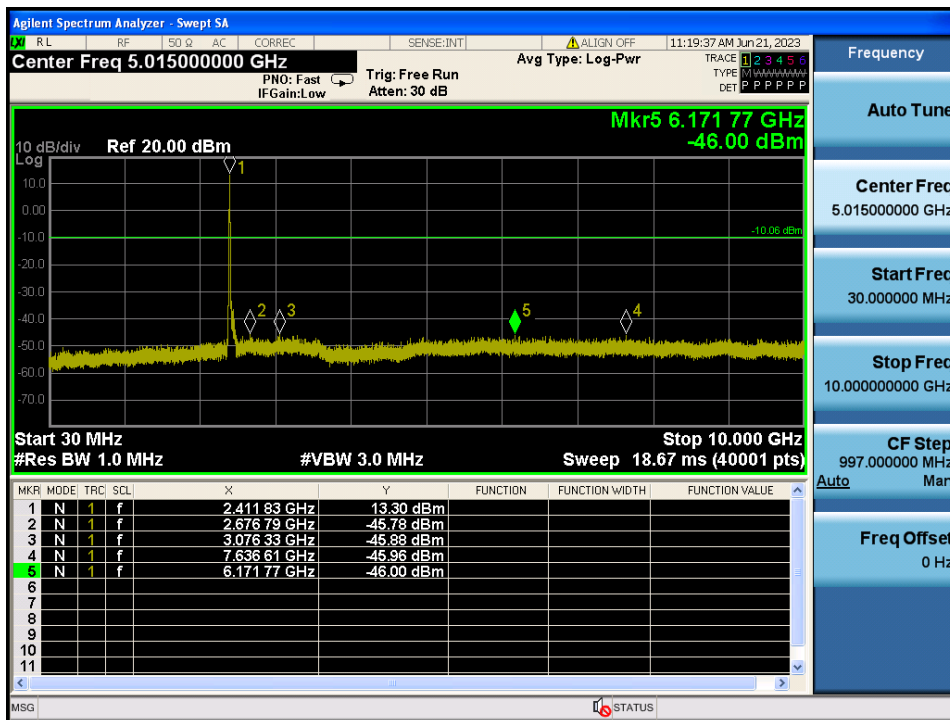 Agilent Spectrum Analyzer - Swept SA
LXI RL RF 50 Ω AC CORREC SENSE:INT ALIGN OFF 11:19:37 AM Jun 21, 2023
Center Freq 5.015000000 GHz
PNO: Fast
IFGain:Low
Trig: Free Run
Atten: 30 dB
Avg Type: Log-Pwr
TRACE 1 2 3 4 5 6
TYPE M WWWWW
DET P P P P P P
Mkr5 6.171 77 GHz
-46.00 dBm
10 dB/div Ref 20.00 dBm
Log
10.0
0.00
-10.0
-20.0
-30.0
-40.0
-50.0
-60.0
-70.0
-10.06 dBm
1
2
3
5
4
Start 30 MHz Stop 10.000 GHz
#Res BW 1.0 MHz #VBW 3.0 MHz Sweep 18.67 ms (40001 pts)
MKR MODE TRC SCL X Y FUNCTION FUNCTION WIDTH FUNCTION VALUE
1 N 1 f 2.411 83 GHz 13.30 dBm
2 N 1 f 2.676 79 GHz -45.78 dBm
3 N 1 f 3.076 33 GHz -45.88 dBm
4 N 1 f 7.636 61 GHz -45.96 dBm
5 N 1 f 6.171 77 GHz -46.00 dBm
6
7
8
9
10
11
MSG STATUS
Frequency
Auto Tune
Center Freq
5.015000000 GHz
Start Freq
30.000000 MHz
Stop Freq
10.000000000 GHz
CF Step
997.000000 MHz
Auto Man
Freq Offset
0 Hz